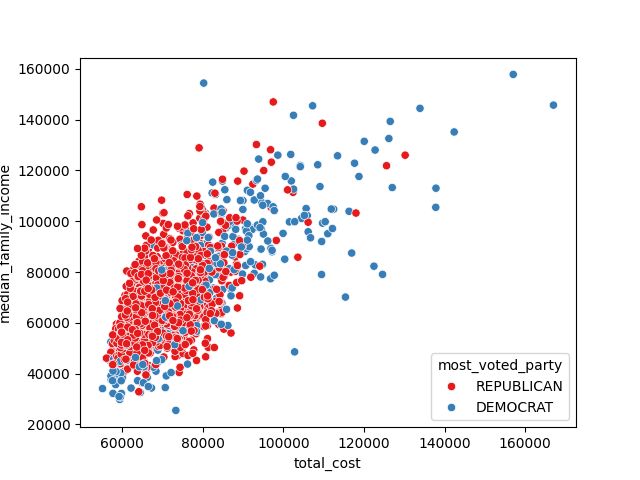 160000
140000
120000
100000
80000
60000
40000
20000
median_family_income
most_voted_party
REPUBLICAN
DEMOCRAT
60000 80000 100000 120000 140000 160000
total_cost